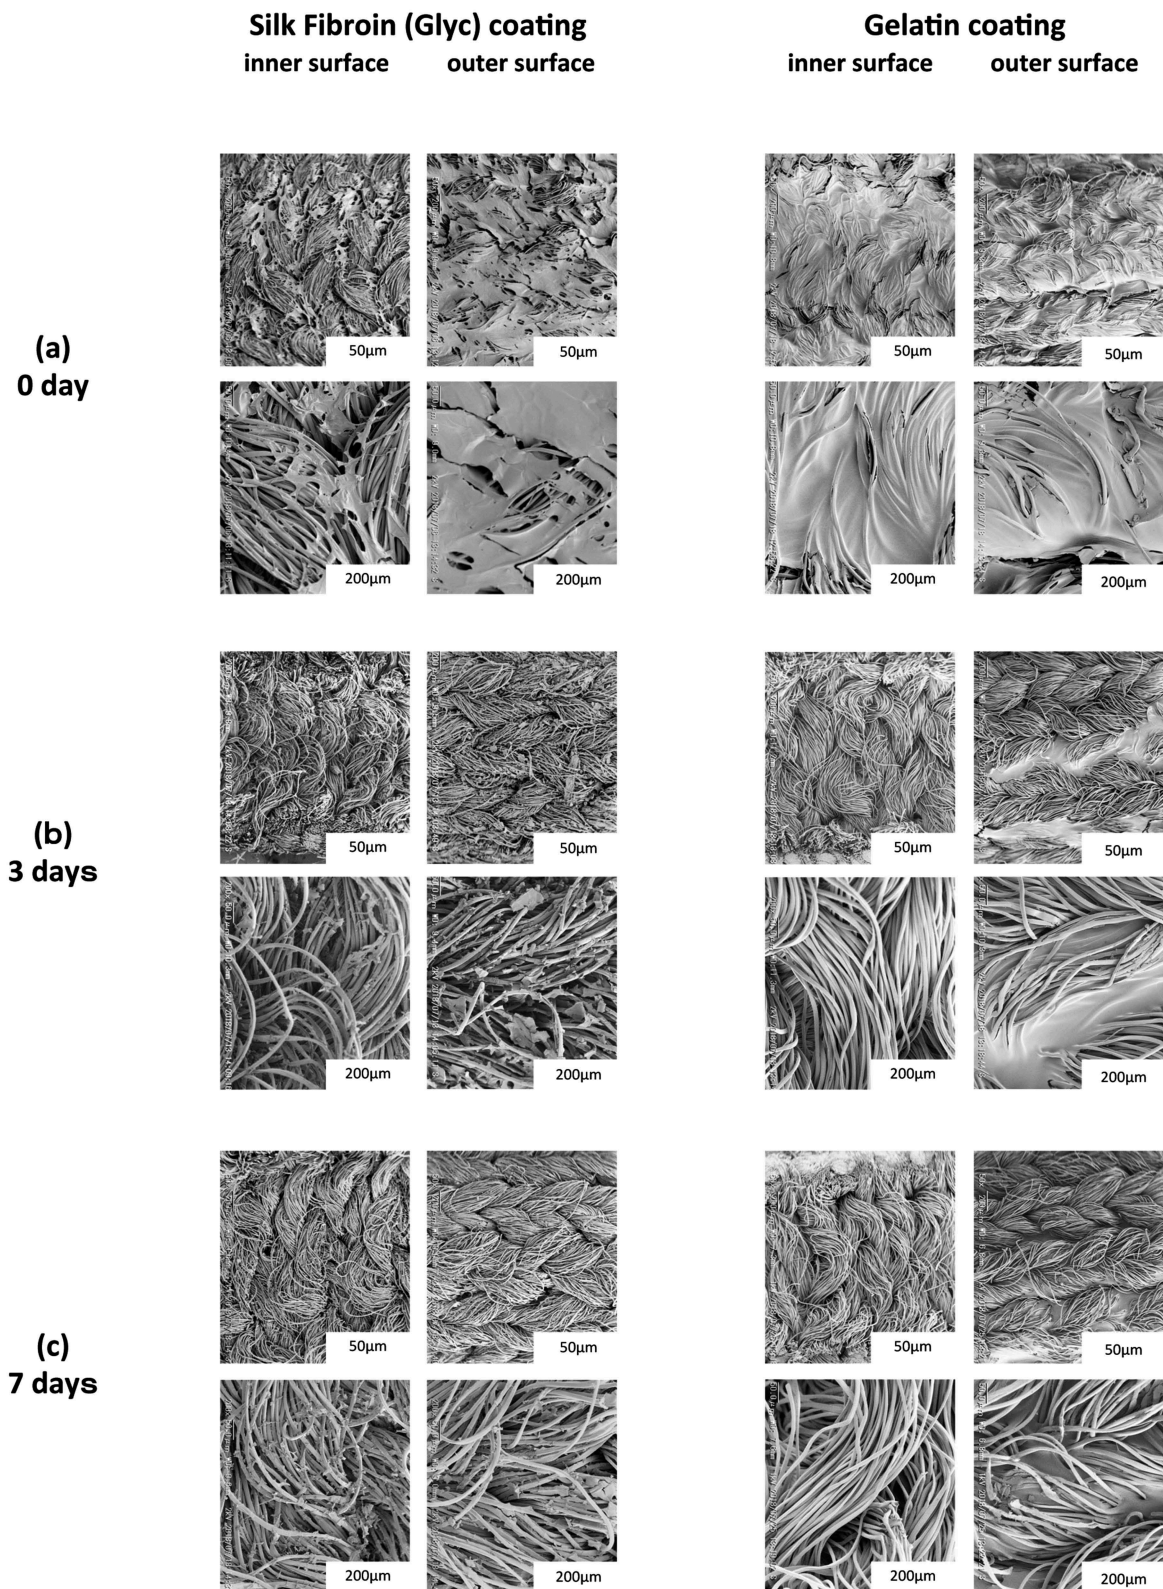 Silk Fibroin (Glyc) coating
Gelatin coating
inner surface
outer surface
inner surface
outer surface
(a)
0 day
50μm
50μm
50μm
50μm
200μm
200μm
200μm
200μm
(b)
3 days
50μm
50μm
50μm
50μm
200μm
200μm
200μm
200μm
(c)
7 days
50μm
50μm
50μm
50μm
200μm
200μm
200μm
200μm